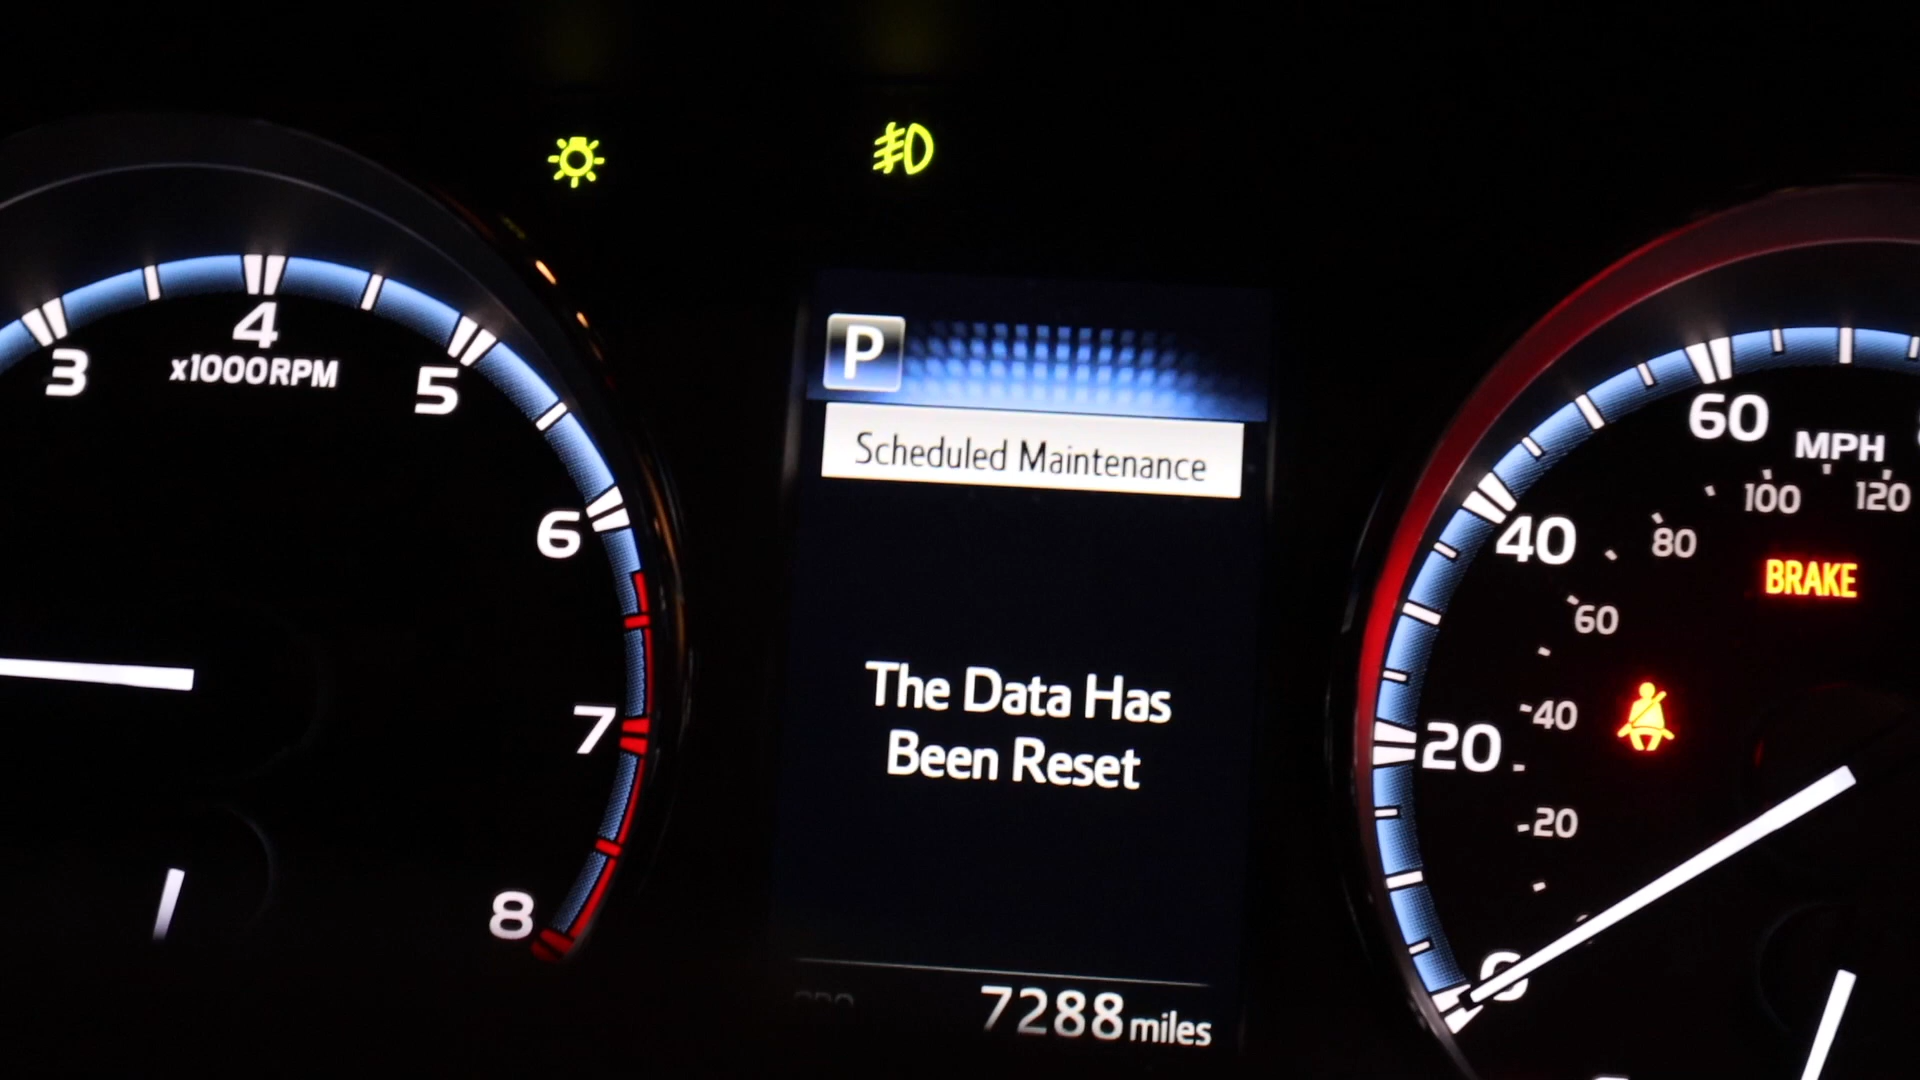 4
3
x1000RPM
5
6
7
8
P
Scheduled Maintenance
The Data Has
Been Reset
7288 miles
60
MPH
100
120
40
80
BRAKE
60
40
20
20
0